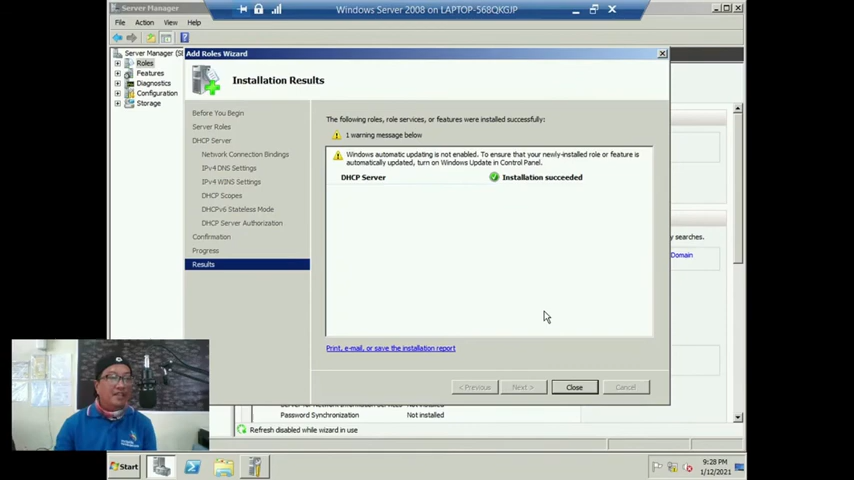 Server Manager
Windows Server 2008 on LAPTOP-568QKGJP
File Action View Help
Server Manager (S
Roles
Features
Diagnostics
Configuration
Storage
Add Roles Wizard
Installation Results
Before You Begin
Server Roles
DHCP Server
Network Connection Bindings
IPv4 DNS Settings
IPv4 WINS Settings
DHCP Scopes
DHCPv6 Stateless Mode
DHCP Server Authorization
Confirmation
Progress
Results
The following roles, role services, or features were installed successfully:
1 warning message below
Windows automatic updating is not enabled. To ensure that your newly-installed role or feature is
automatically updated, turn on Windows Update in Control Panel.
DHCP Server Installation succeeded
Print, e-mail, or save the installation report
< Previous Next > Close Cancel
y searches.
Domain
Password Synchronization Not installed
Refresh disabled while wizard in use
Start
9:28 PM
1/12/2021